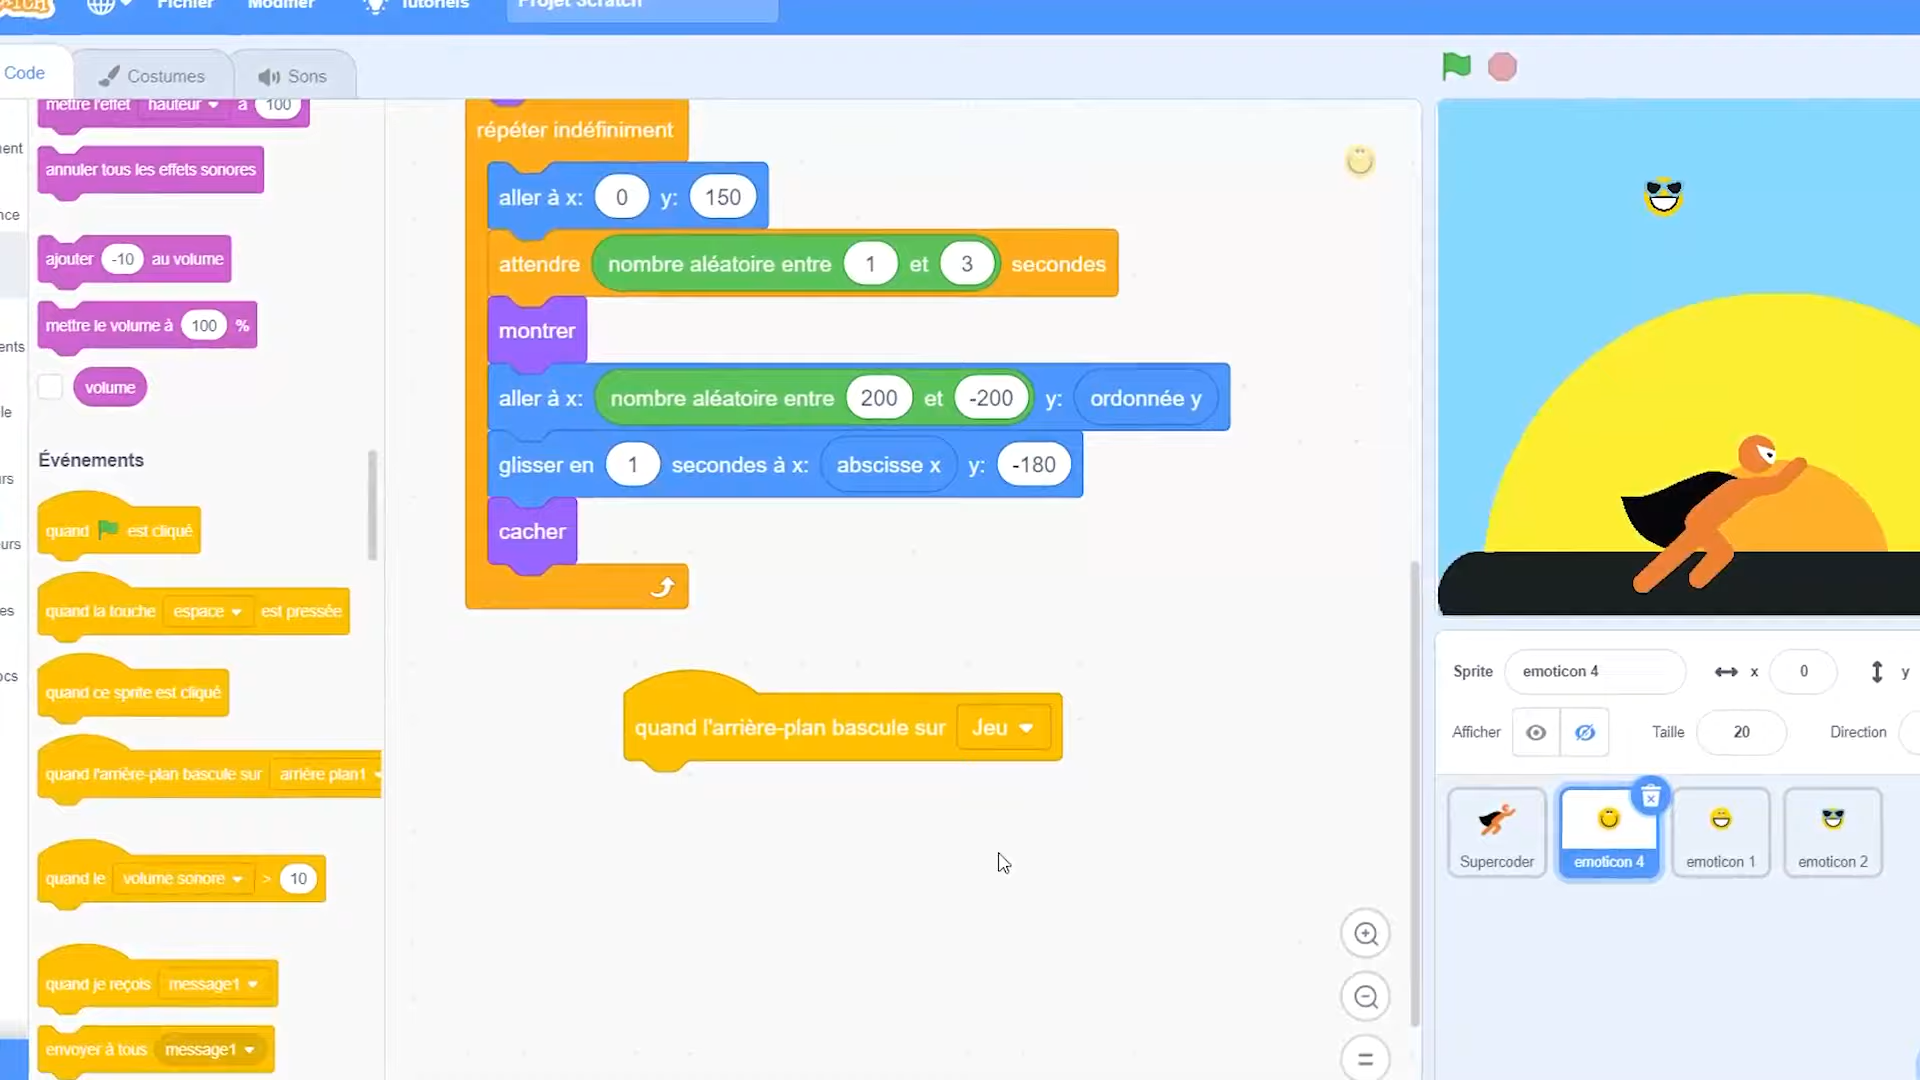 Fichier Modifier Tutoriels Projet Scratch
Code Costumes Sons
mettre l'effet hauteur à 100
annuler tous les effets sonores
ajouter -10 au volume
mettre le volume à 100 %
volume
Événements
quand est cliqué
quand la touche espace est pressée
quand ce sprite est cliqué
quand l'arrière-plan bascule sur arrière plan1
quand le volume sonore > 10
quand je reçois message1
envoyer à tous message1
répéter indéfiniment
aller à x: 0 y: 150
attendre nombre aléatoire entre 1 et 3 secondes
montrer
aller à x: nombre aléatoire entre 200 et -200 y: ordonnée y
glisser en 1 secondes à x: abscisse x y: -180
cacher
quand l'arrière-plan bascule sur Jeu
Sprite emoticon 4 x 0 y
Afficher Taille 20 Direction
Supercoder emoticon 4 emoticon 1 emoticon 2